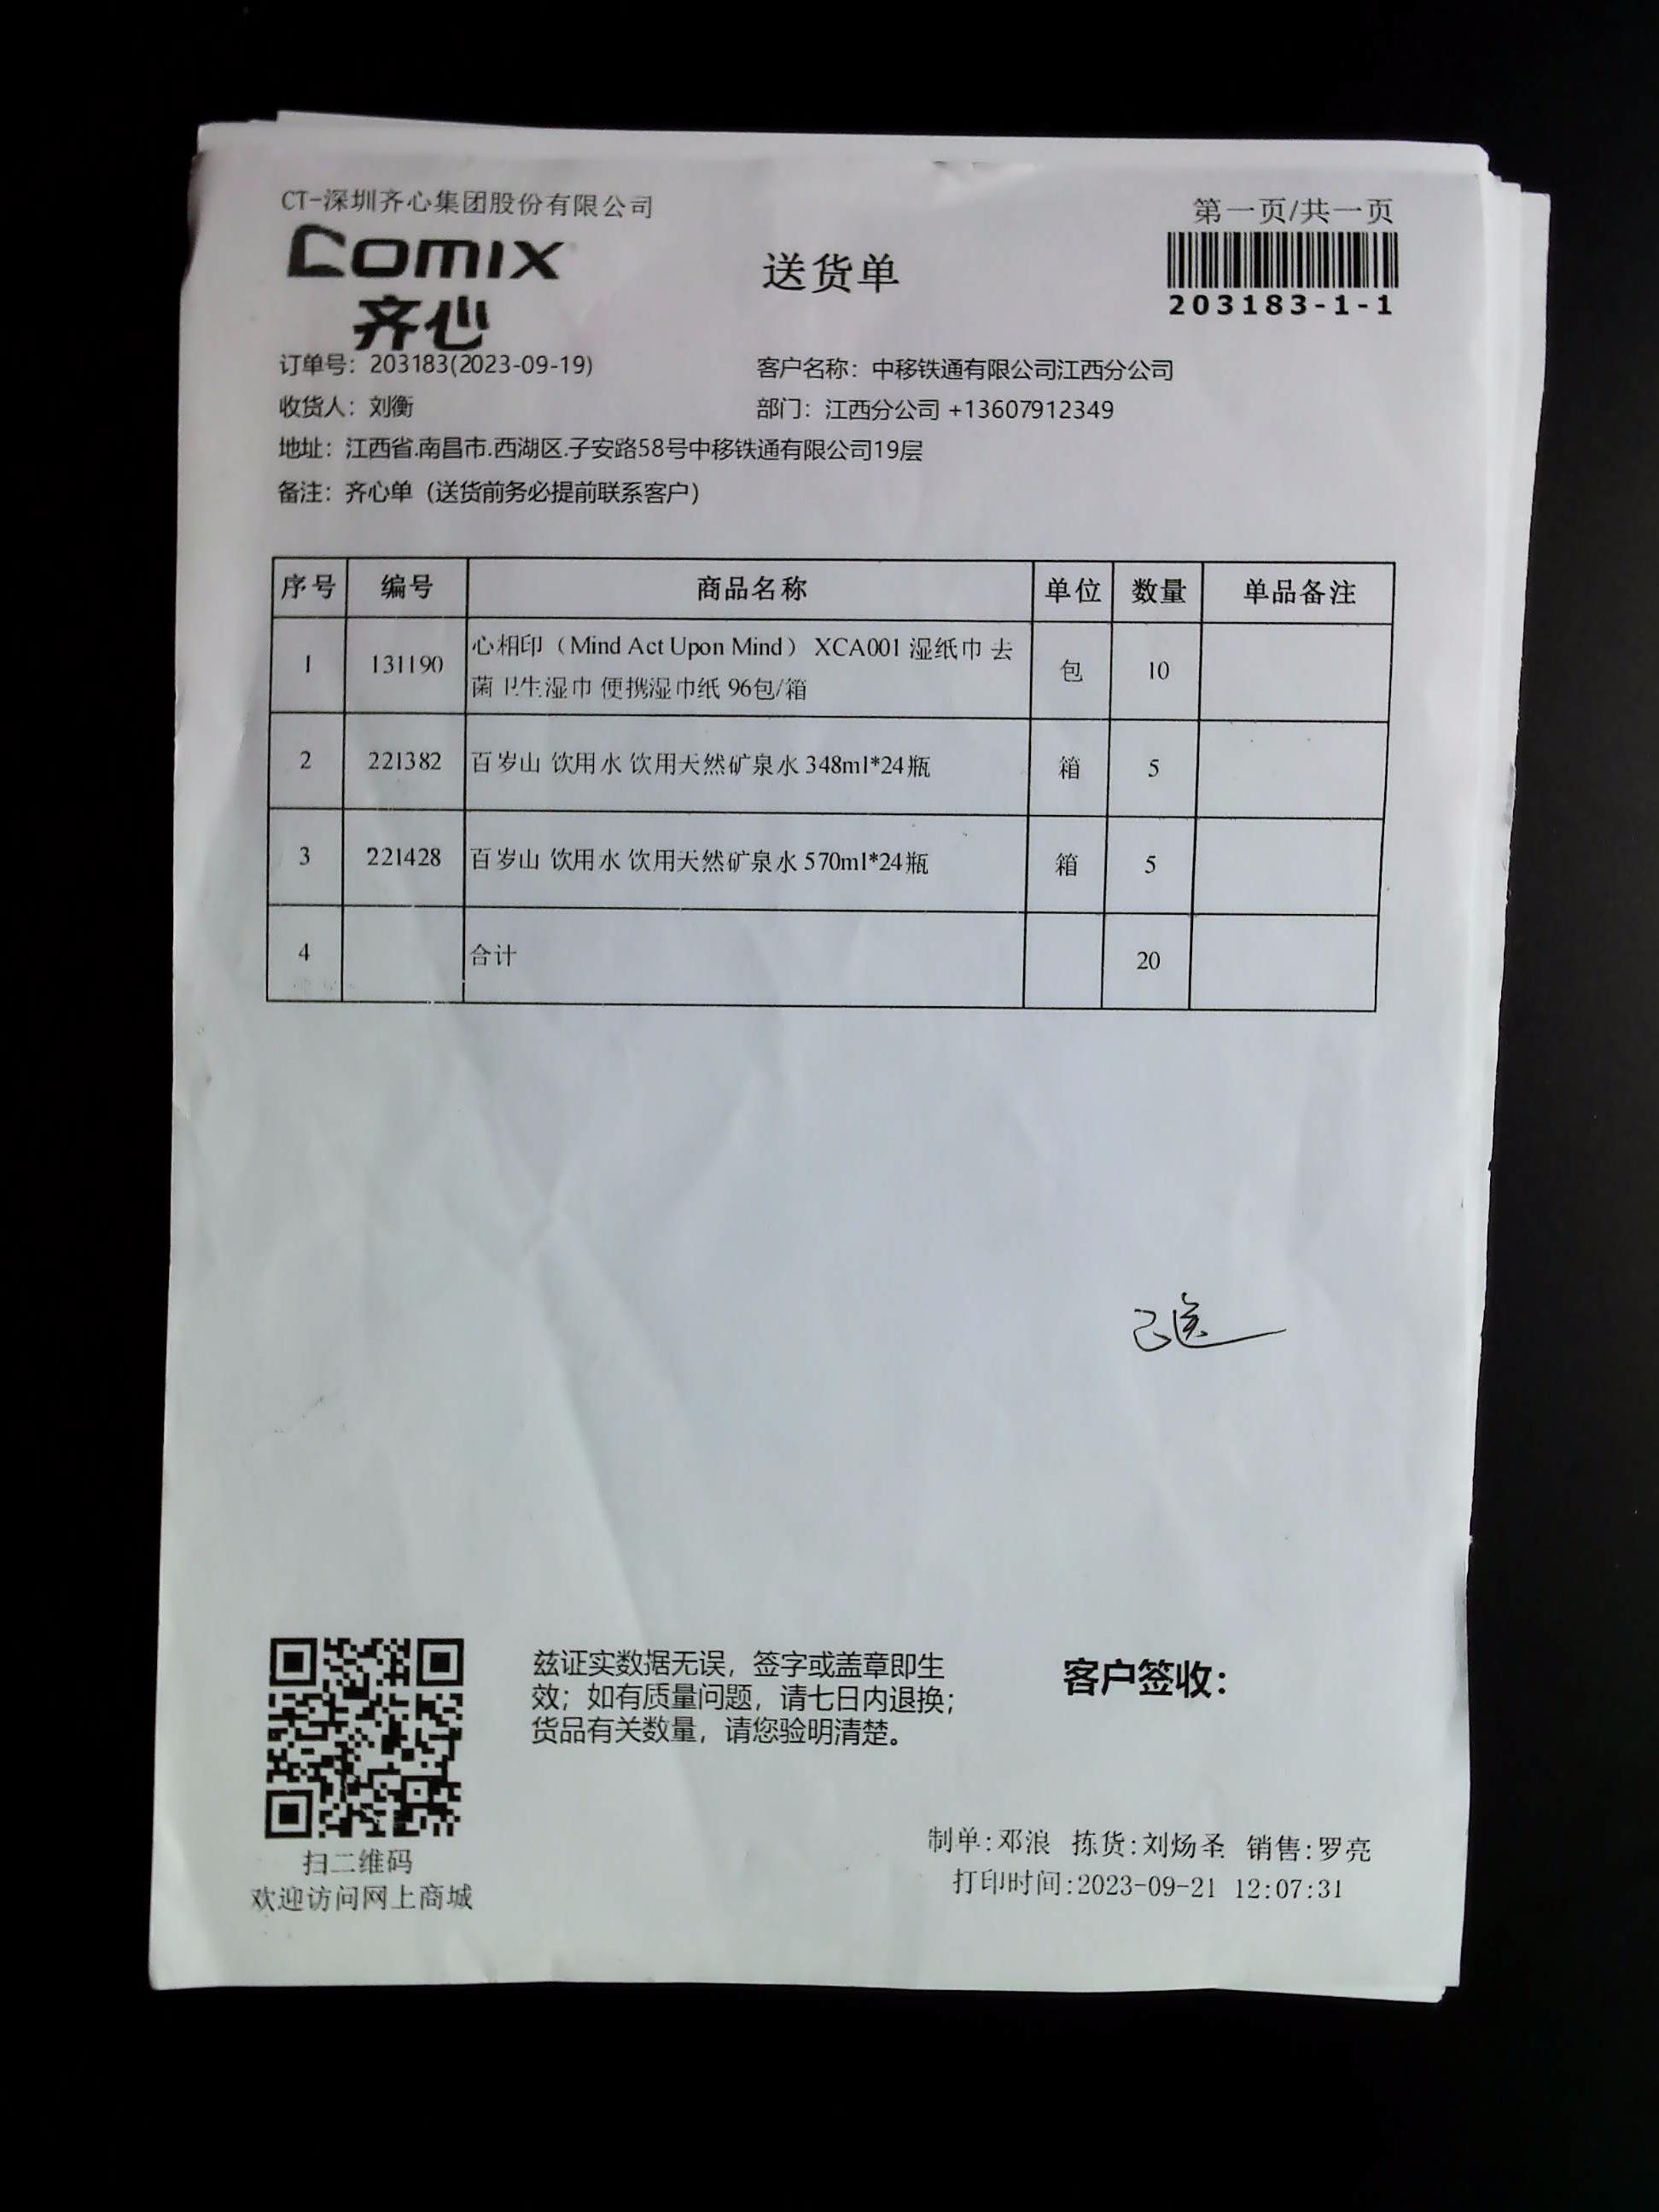 CT-深圳齐心集团股份有限公司
第一页/共一页
COMIX
齐心
送货单
203183-1-1
订单号：203183(2023-09-19)
客户名称：中移铁通有限公司江西分公司
收货人：刘衡
部门：江西分公司 +13607912349
地址：江西省.南昌市.西湖区.子安路58号中移铁通有限公司19层
备注：齐心单（送货前务必提前联系客户）
序号 编号 商品名称 单位 数量 单品备注
1 131190 心相印（Mind Act Upon Mind） XCA001 湿纸巾 去
菌 卫生湿巾 便携湿巾纸 96包/箱 包 10
2 221382 百岁山 饮用水 饮用天然矿泉水 348ml*24瓶 箱 5
3 221428 百岁山 饮用水 饮用天然矿泉水 570ml*24瓶 箱 5
4 合计 20
已送
兹证实数据无误，签字或盖章即生
效；如有质量问题，请七日内退换；
货品有关数量，请您验明清楚。
客户签收：
扫二维码
欢迎访问网上商城
制单:邓浪 拣货:刘炀圣 销售:罗亮
打印时间:2023-09-21 12:07:31